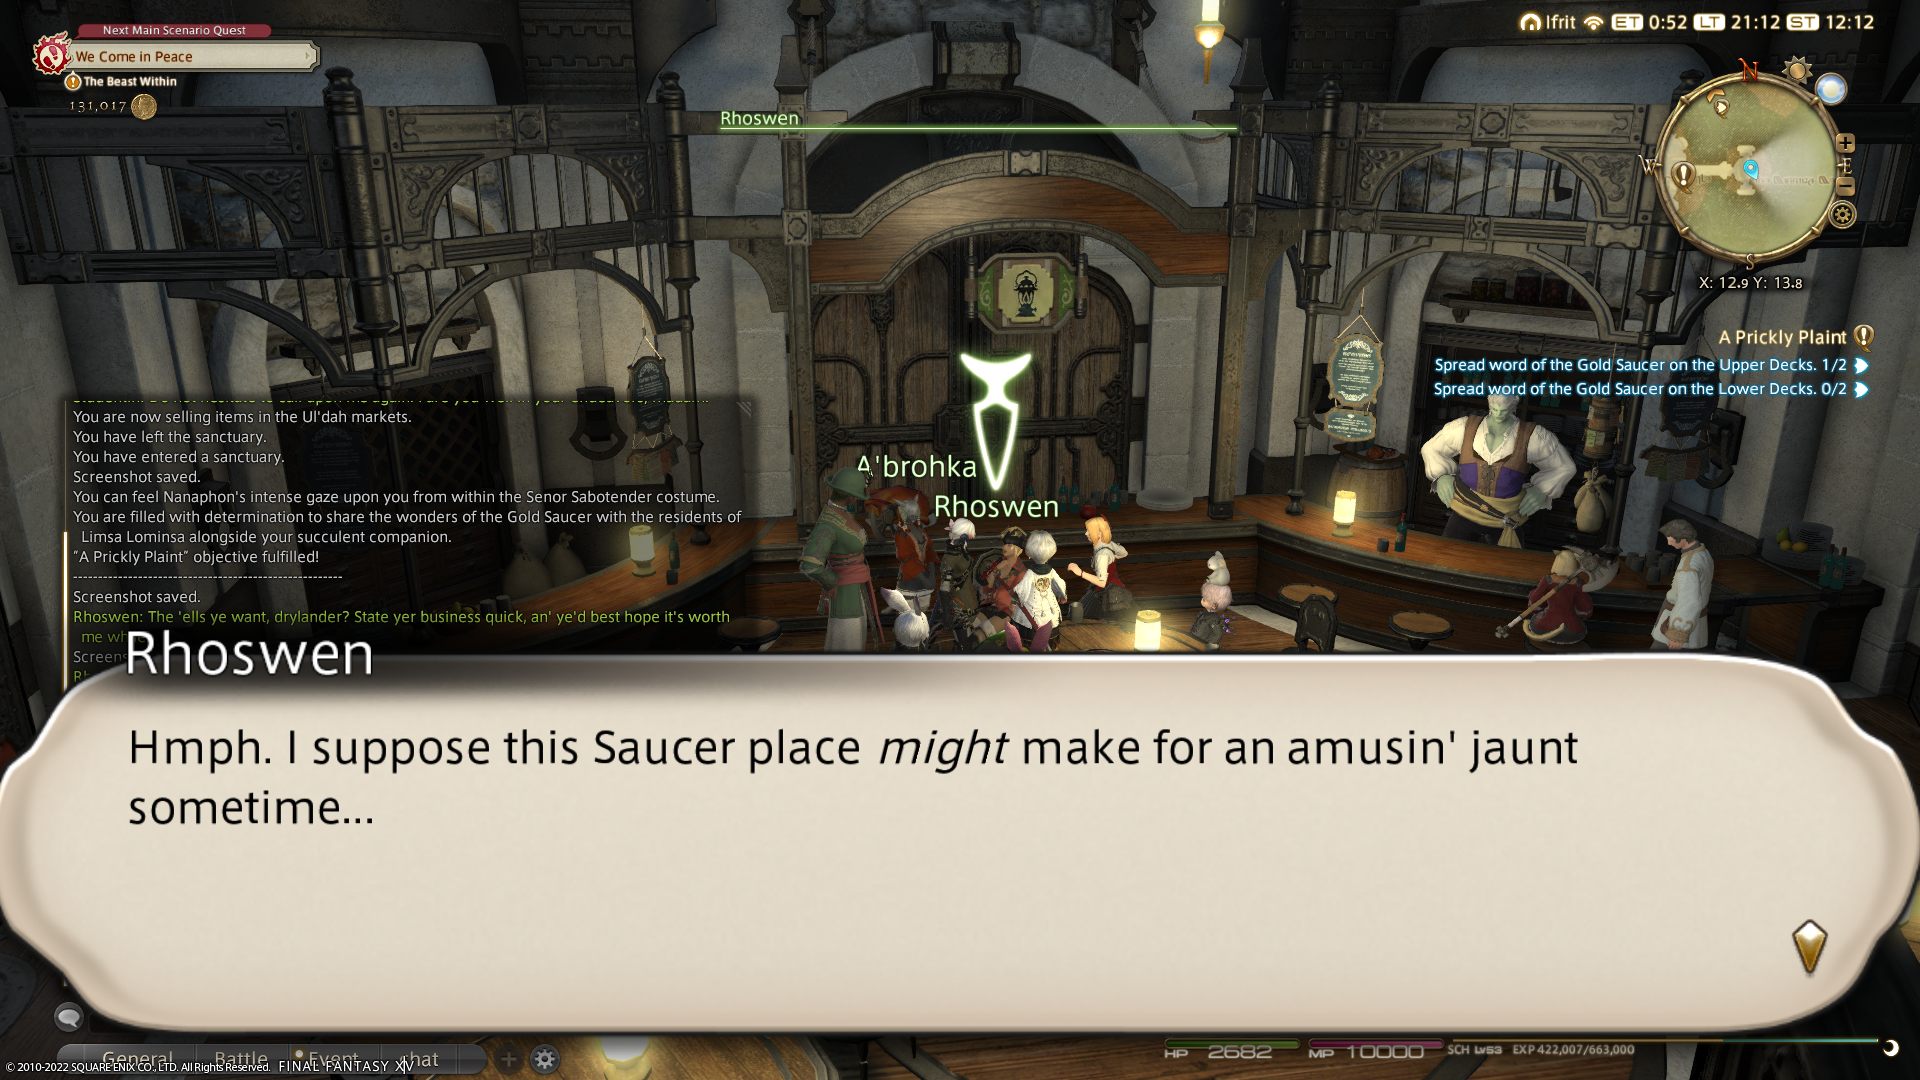 Next Main Scenario Quest
We Come in Peace
The Beast Within
131,017
Ifrit ET 0:52 LT 21:12 ST 12:12
Rhoswen
N
W
E
S
X: 12.9 Y: 13.8
A Prickly Plaint
Spread word of the Gold Saucer on the Upper Decks. 1/2
Spread word of the Gold Saucer on the Lower Decks. 0/2
You are now selling items in the Ul'dah markets.
You have left the sanctuary.
You have entered a sanctuary.
Screenshot saved.
You can feel Nanaphon's intense gaze upon you from within the Senor Sabotender costume.
You are filled with determination to share the wonders of the Gold Saucer with the residents of
Limsa Lominsa alongside your succulent companion.
"A Prickly Plaint" objective fulfilled!
------------------------------------------------------
Screenshot saved.
Rhoswen: The 'ells ye want, drylander? State yer business quick, an' ye'd best hope it's worth
me
A'brohka
Rhoswen
Rhoswen
Hmph. I suppose this Saucer place might make for an amusin' jaunt
sometime...
General Battle Event
HP 2682 MP 10000 SCH Lv53 EXP 422,007/663,000
© 2010-2022 SQUARE ENIX CO., LTD. All Rights Reserved. FINAL FANTASY XIV